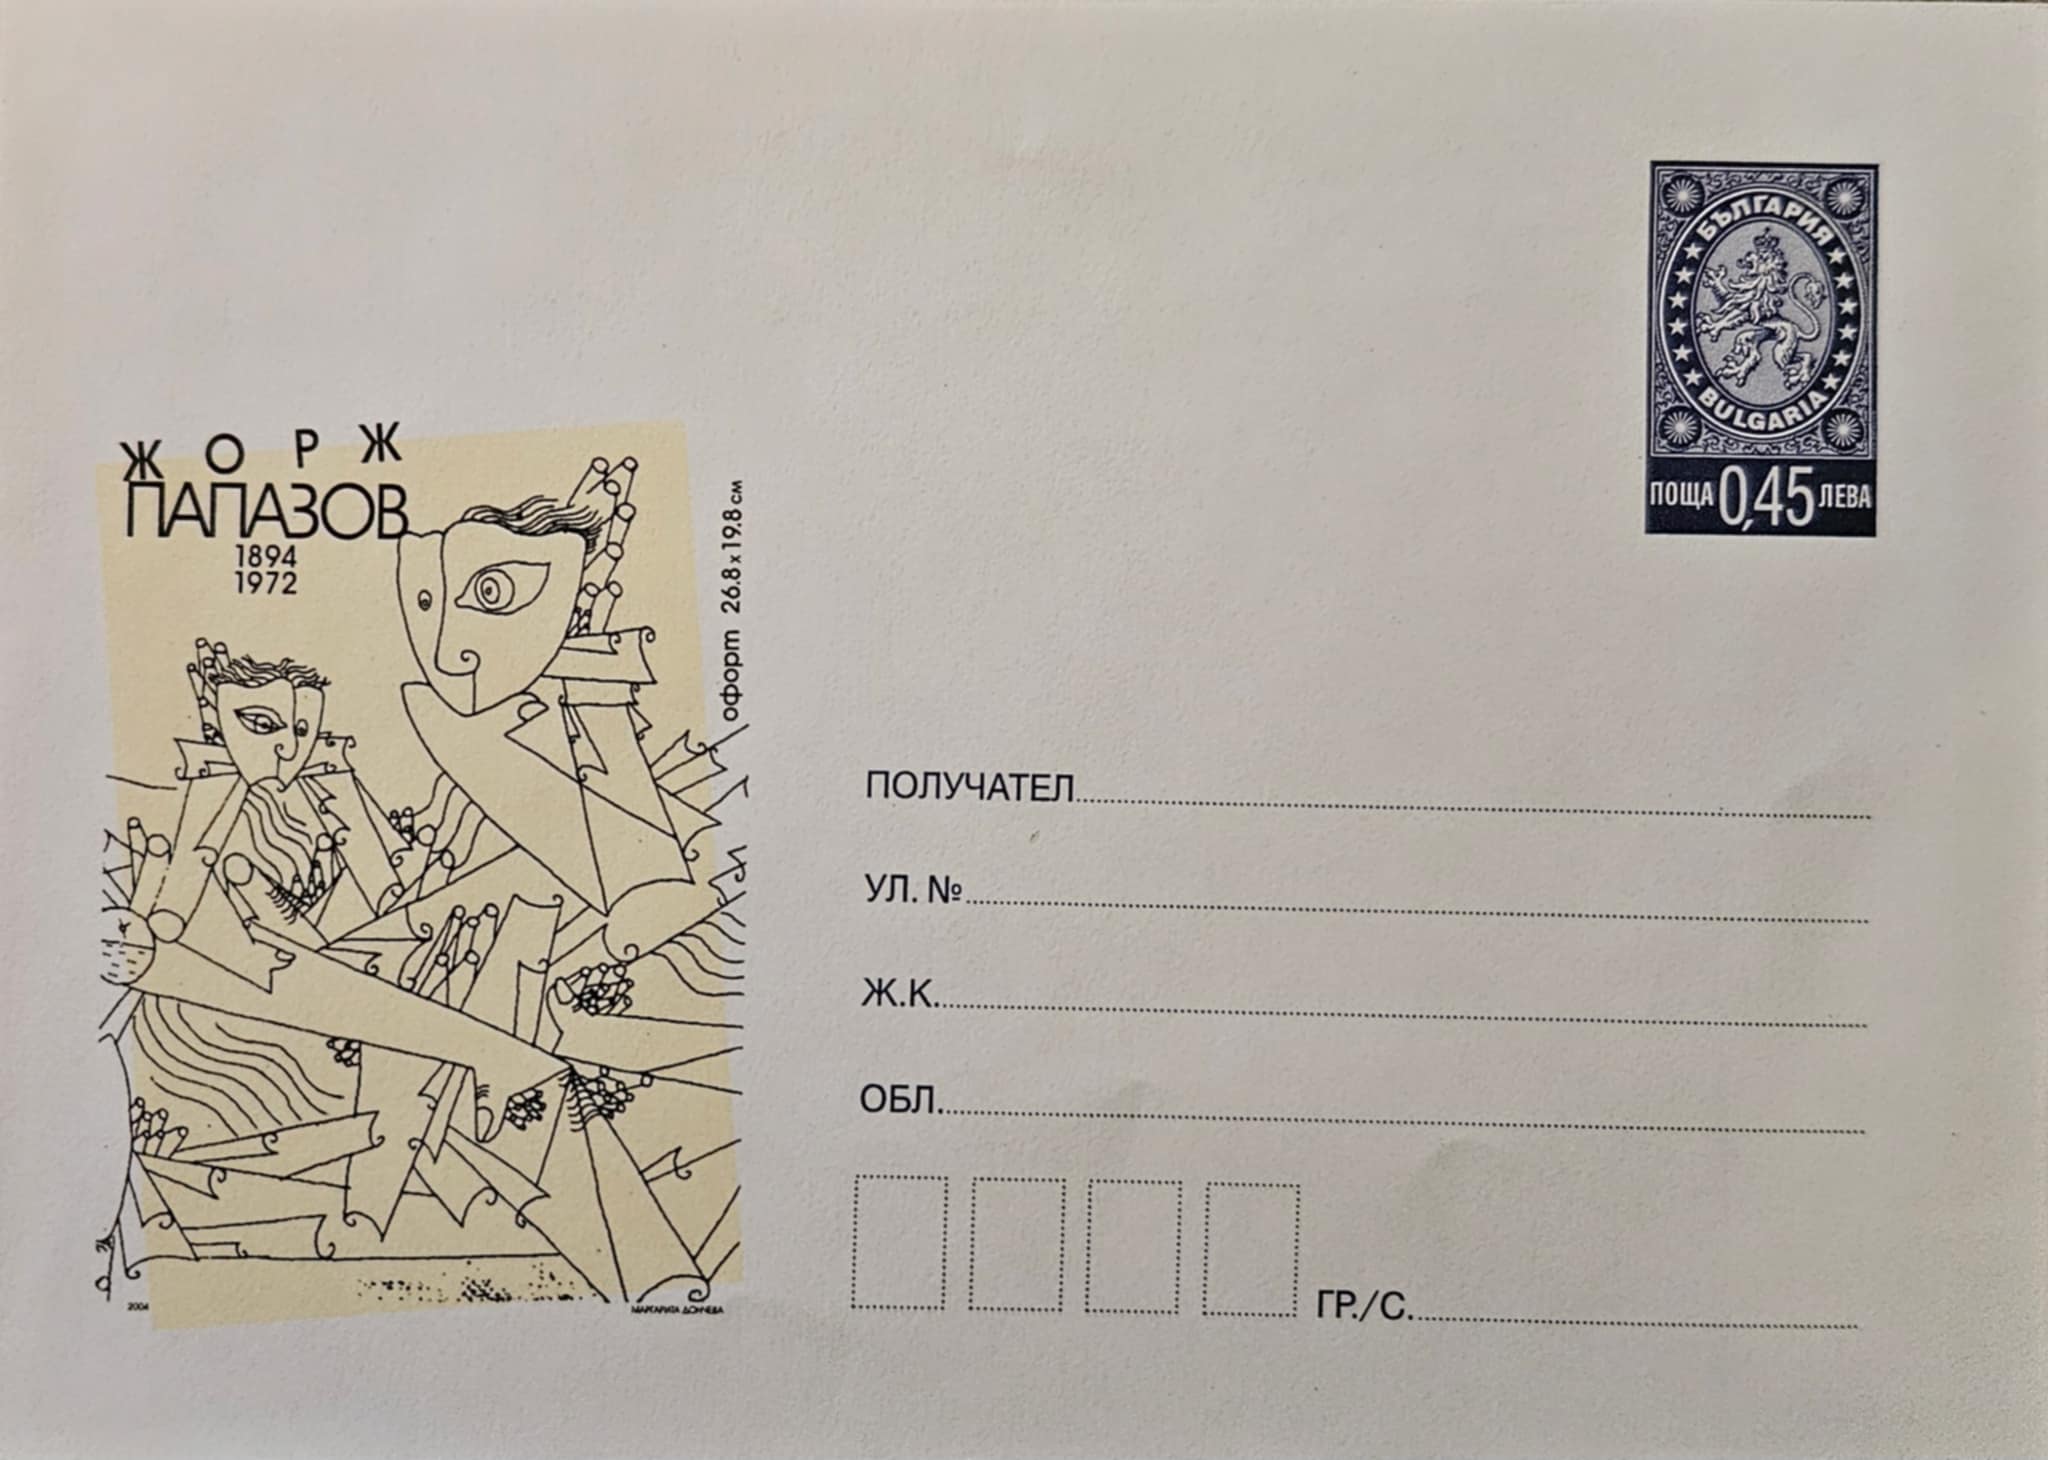 ЖОРЖ
ПАПАЗОВ
1894
1972
офорт 26.8 x 19.8 см
2004
МАРГАРИТА ДОНЧЕВА
БЪЛГАРИЯ
BULGARIA
ПОЩА 0,45 ЛЕВА
ПОЛУЧАТЕЛ
УЛ. №
Ж.К.
ОБЛ.
ГР./С.